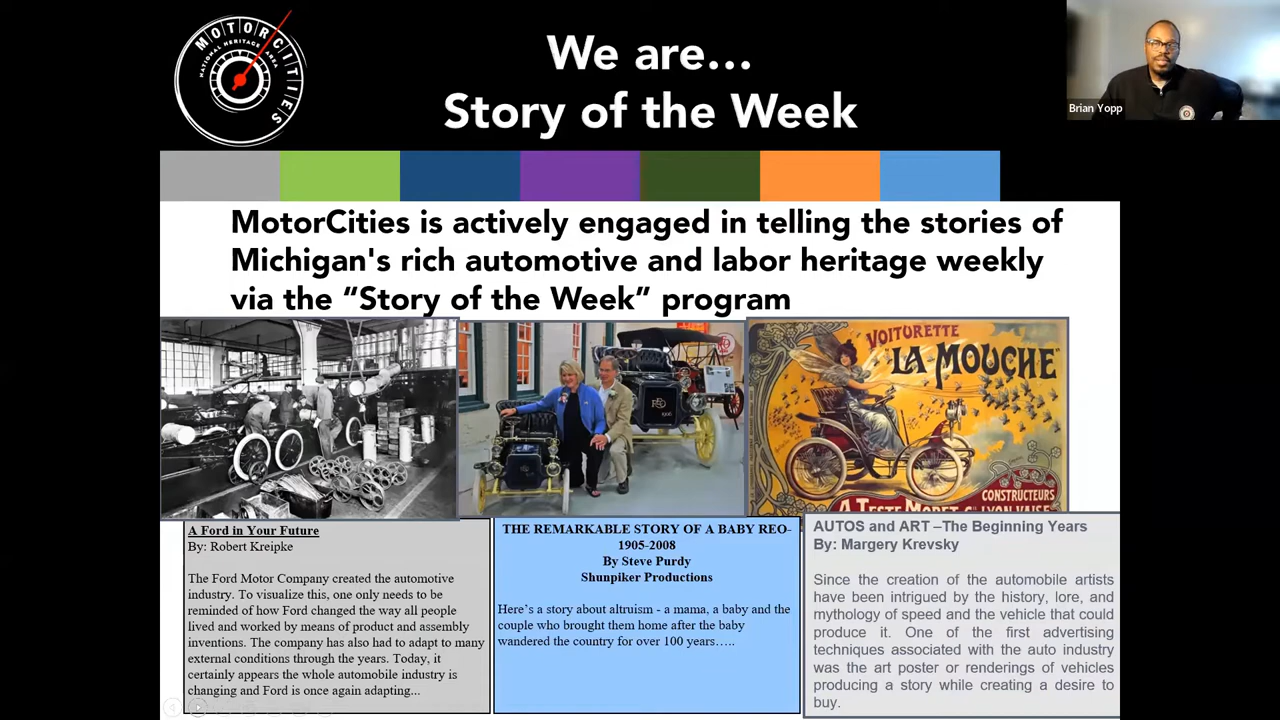 MOTORCITIES
NATIONAL HERITAGE AREA
We are…
Story of the Week
Brian Yopp
MotorCities is actively engaged in telling the stories of
Michigan's rich automotive and labor heritage weekly
via the “Story of the Week” program
REO
VOITURETTE
LA MOUCHE
CONSTRUCTEURS
A Ford in Your Future
By: Robert Kreipke
The Ford Motor Company created the automotive
industry. To visualize this, one only needs to be
reminded of how Ford changed the way all people
lived and worked by means of product and assembly
inventions. The company has also had to adapt to many
external conditions through the years. Today, it
certainly appears the whole automobile industry is
changing and Ford is once again adapting...
THE REMARKABLE STORY OF A BABY REO-
1905-2008
By Steve Purdy
Shunpiker Productions
Here’s a story about altruism - a mama, a baby and the
couple who brought them home after the baby
wandered the country for over 100 years…..
AUTOS and ART –The Beginning Years
By: Margery Krevsky
Since the creation of the automobile artists
have been intrigued by the history, lore, and
mythology of speed and the vehicle that could
produce it. One of the first advertising
techniques associated with the auto industry
was the art poster or renderings of vehicles
producing a story while creating a desire to
buy.